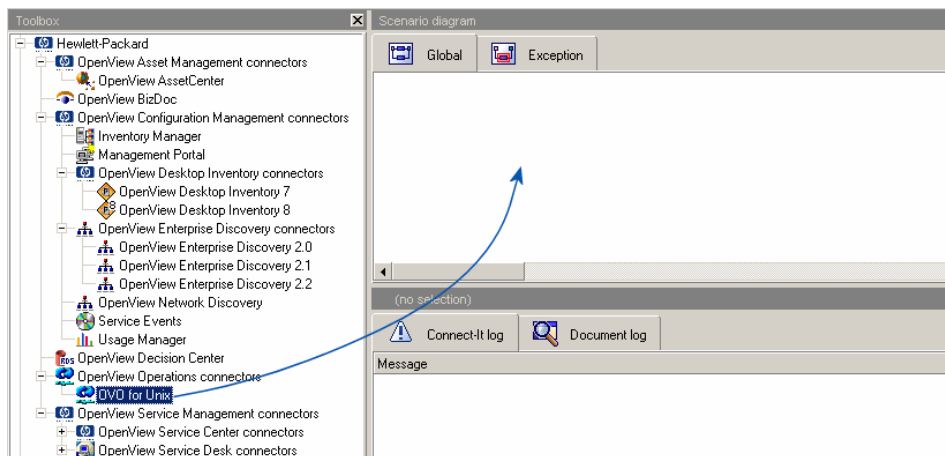 Toolbox
Hewlett-Packard
OpenView Asset Management connectors
OpenView AssetCenter
OpenView BizDoc
OpenView Configuration Management connectors
Inventory Manager
Management Portal
OpenView Desktop Inventory connectors
OpenView Desktop Inventory 7
OpenView Desktop Inventory 8
OpenView Enterprise Discovery connectors
OpenView Enterprise Discovery 2.0
OpenView Enterprise Discovery 2.1
OpenView Enterprise Discovery 2.2
OpenView Network Discovery
Service Events
Usage Manager
OpenView Decision Center
OpenView Operations connectors
OVO for Unix
OpenView Service Management connectors
OpenView Service Center connectors
OpenView Service Desk connectors
Scenario diagram
Global Exception
(no selection)
Connect-It log Document log
Message